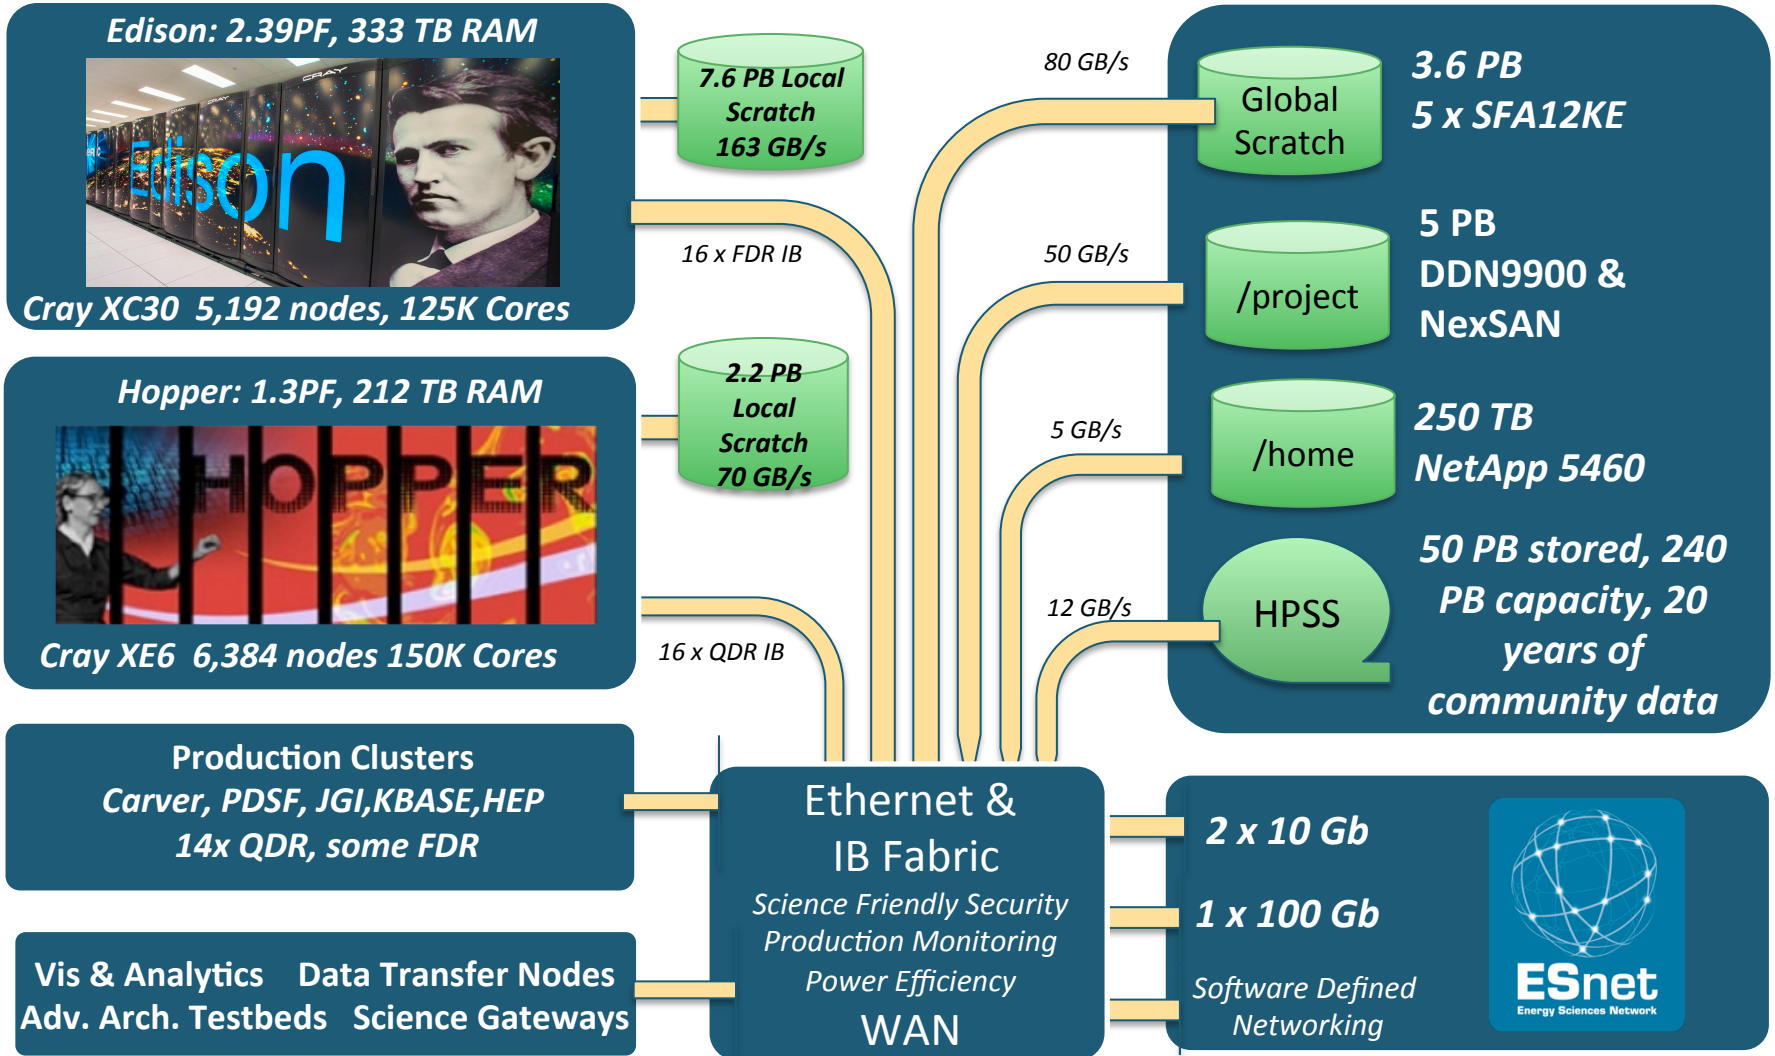 Edison: 2.39PF, 333 TB RAM
CRAY
Edison
Cray XC30 5,192 nodes, 125K Cores
7.6 PB Local
Scratch
163 GB/s
16 x FDR IB
Hopper: 1.3PF, 212 TB RAM
HOPPER
Cray XE6 6,384 nodes 150K Cores
2.2 PB
Local
Scratch
70 GB/s
16 x QDR IB
80 GB/s
Global
Scratch
3.6 PB
5 x SFA12KE
50 GB/s
/project
5 PB
DDN9900 &
NexSAN
5 GB/s
/home
250 TB
NetApp 5460
12 GB/s
HPSS
50 PB stored, 240
PB capacity, 20
years of
community data
Production Clusters
Carver, PDSF, JGI,KBASE,HEP
14x QDR, some FDR
Vis & Analytics Data Transfer Nodes
Adv. Arch. Testbeds Science Gateways
Ethernet &
IB Fabric
Science Friendly Security
Production Monitoring
Power Efficiency
WAN
2 x 10 Gb
1 x 100 Gb
Software Defined
Networking
ESnet
Energy Sciences Network